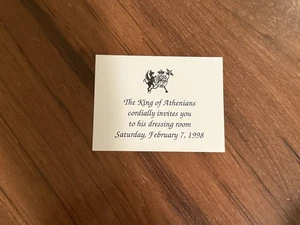 The King of Athenians
cordially invites you
to his dressing room
Saturday, February 7, 1998